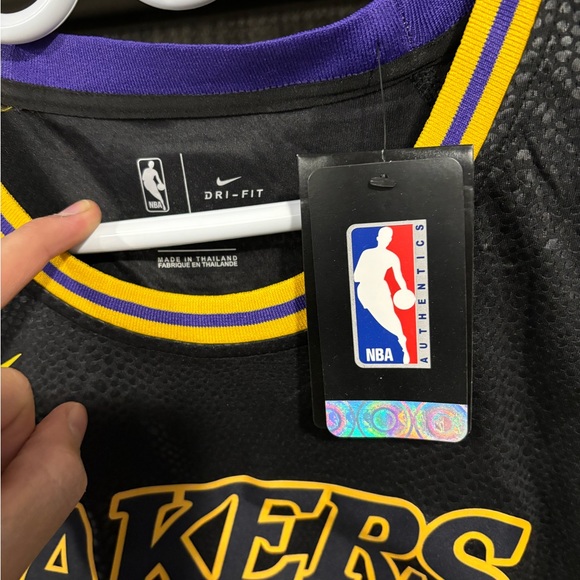 NBA
DRI-FIT
MADE IN THAILAND
FABRIQUE EN THAILANDE
NBA
AUTHENTICS
AKERS